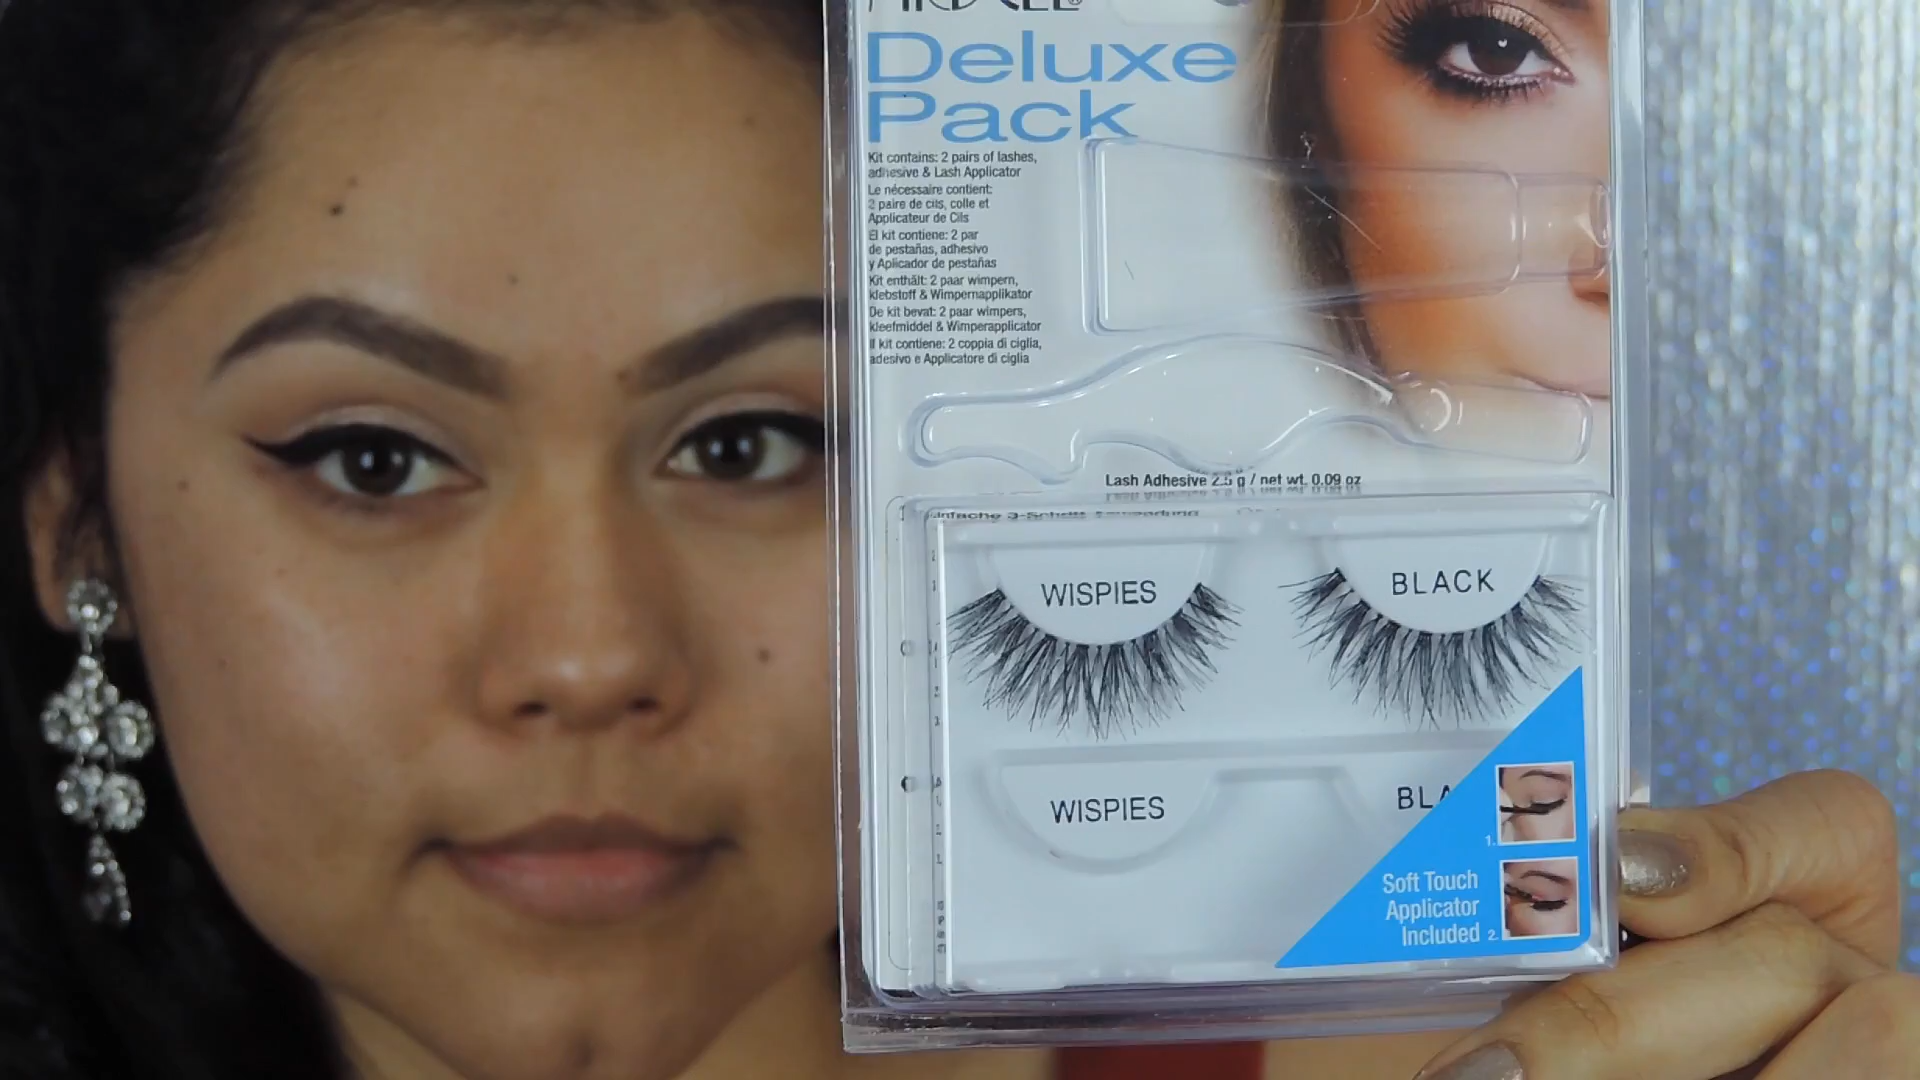 Deluxe
Pack
Kit contains: 2 pairs of lashes,
adhesive & Lash Applicator
Le nécessaire contient:
2 paire de cils, colle et
Applicateur de Cils
El kit contiene: 2 par
de pestañas, adhesivo
y Aplicador de pestañas
Kit enthält: 2 paar wimpern,
klebstoff & Wimpernapplikator
De kit bevat: 2 paar wimpers,
kleefmiddel & Wimperapplicator
Il kit contiene: 2 coppia di ciglia,
adesivo e Applicatore di ciglia
Lash Adhesive 2.5 g / net wt. 0.09 oz
WISPIES
BLACK
WISPIES
BLA
1.
Soft Touch
Applicator
Included
2.